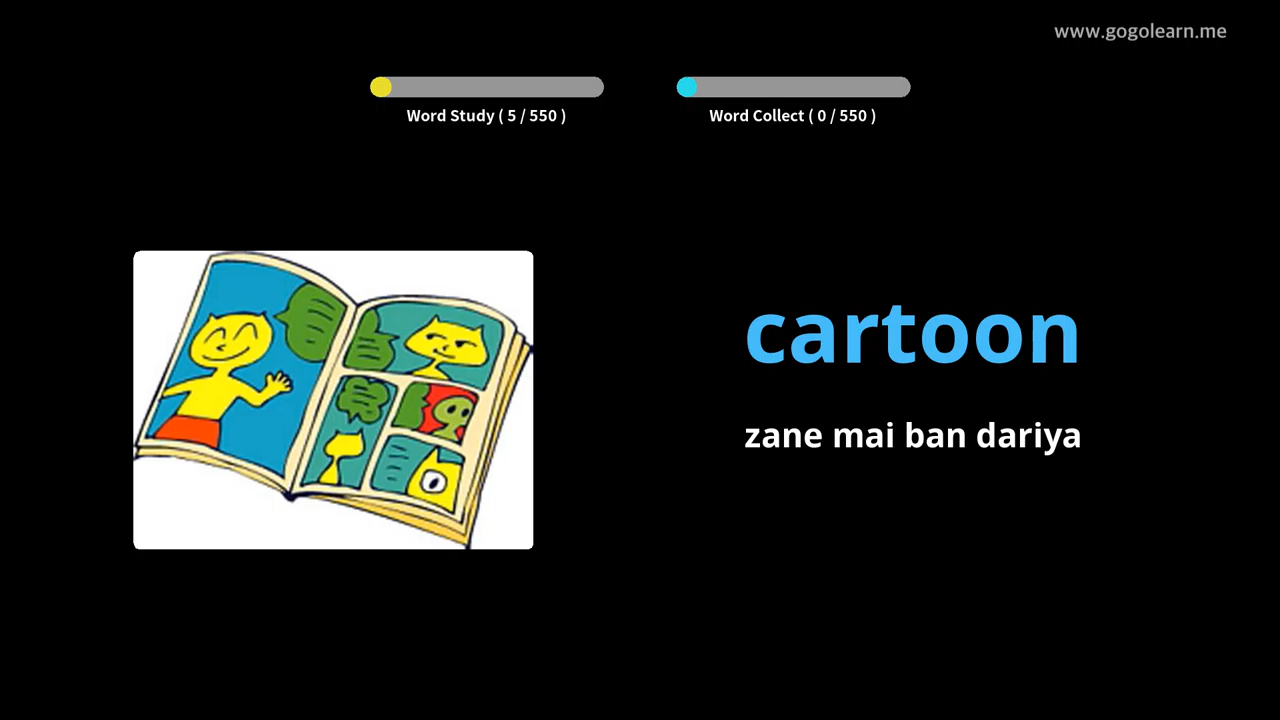 www.gogolearn.me
Word Study ( 5 / 550 )
Word Collect ( 0 / 550 )
cartoon
zane mai ban dariya